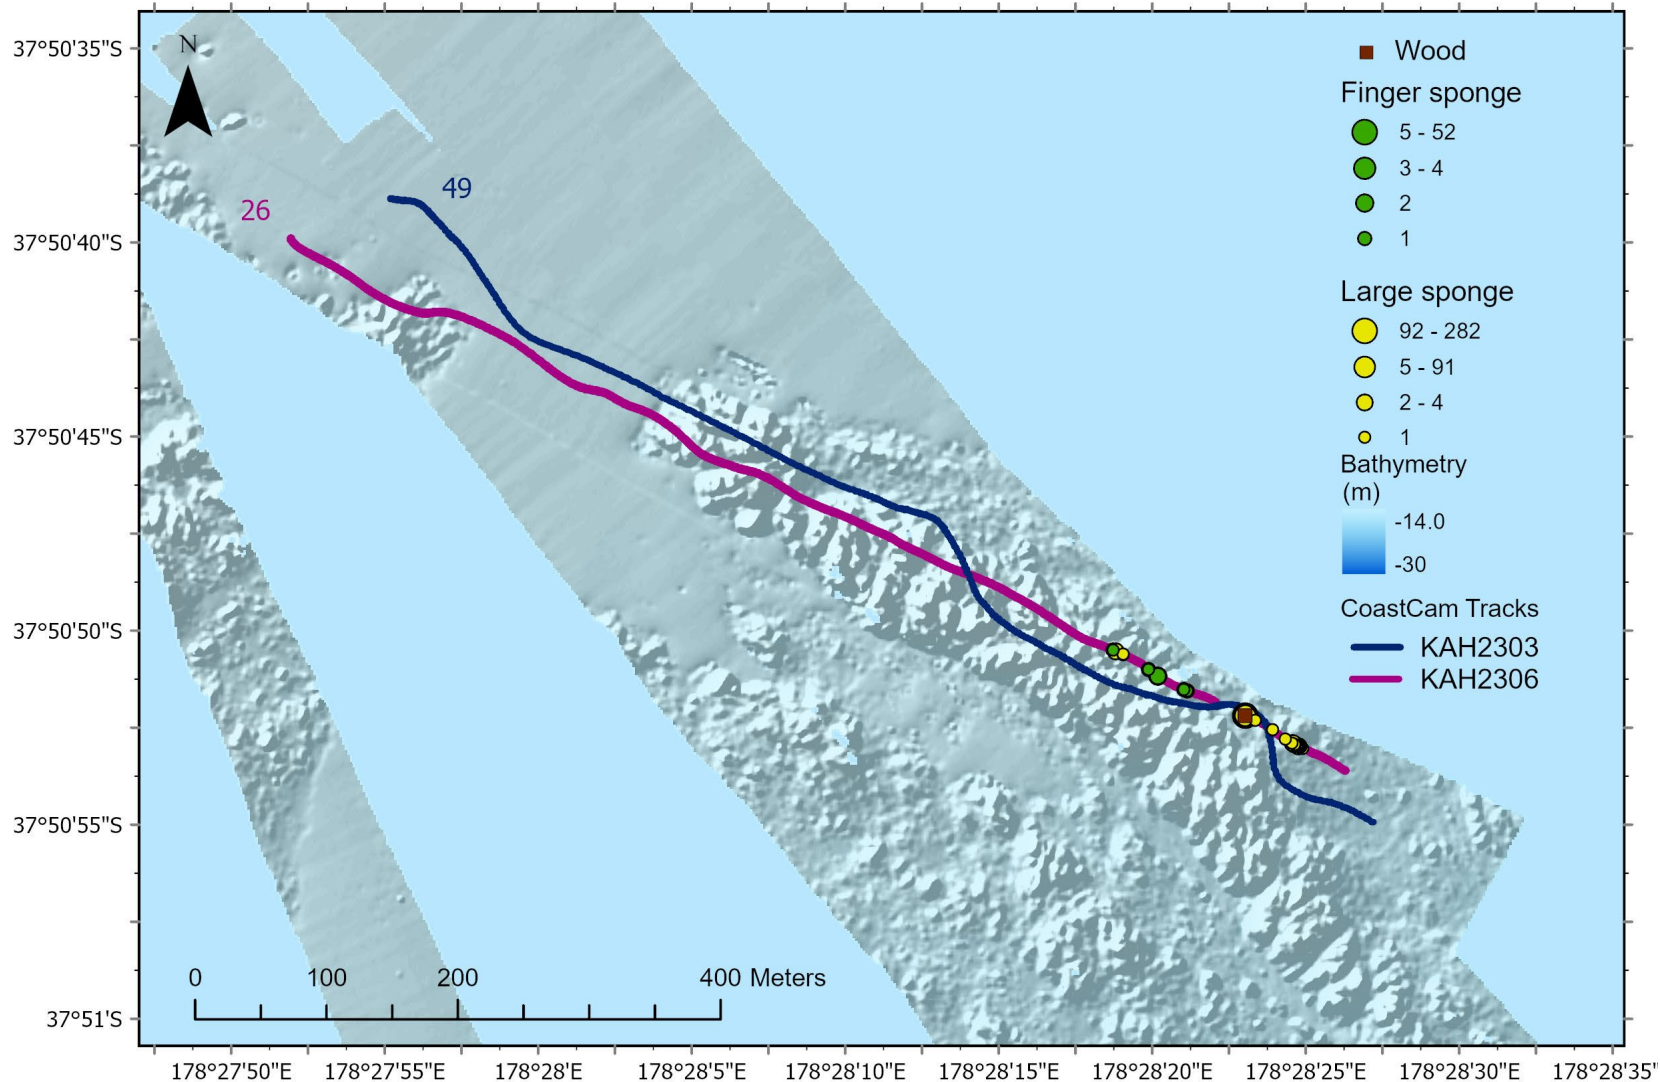 37°50'35"S
N
Wood
Finger sponge
5 - 52
3 - 4
2
1
49
26
37°50'40"S
Large sponge
92 - 282
5 - 91
2 - 4
1
37°50'45"S
Bathymetry
(m)
-14.0
-30
CoastCam Tracks
37°50'50"S
KAH2303
KAH2306
37°50'55"S
0 100 200 400 Meters
37°51'S
178°27'50"E 178°27'55"E 178°28'E 178°28'5"E 178°28'10"E 178°28'15"E 178°28'20"E 178°28'25"E 178°28'30"E 178°28'35"